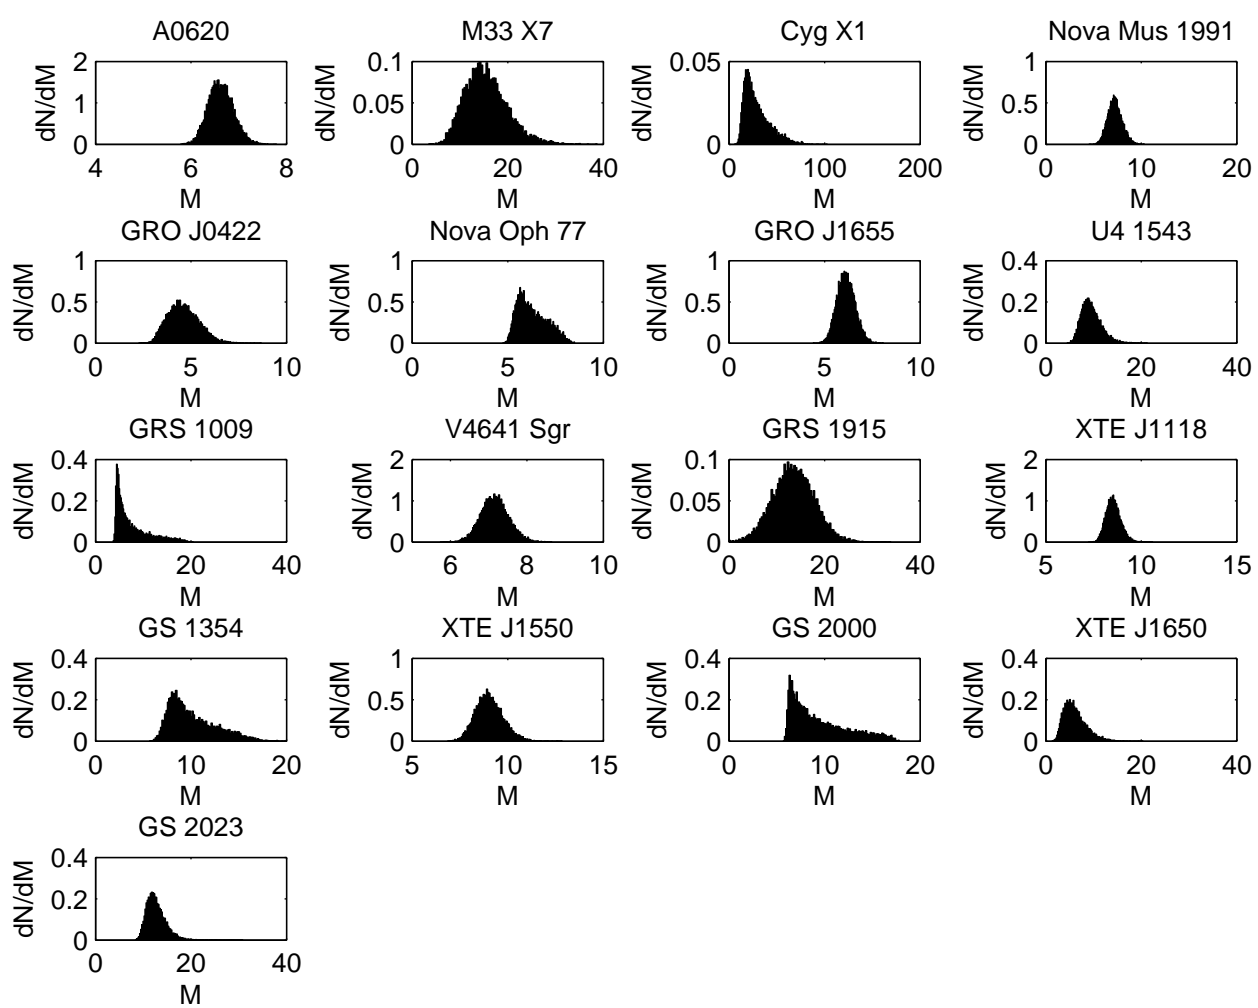 A0620 M33 X7 Cyg X1 Nova Mus 1991
2 0.1 0.05 1
dN/dM 1 dN/dM 0.05 dN/dM dN/dM 0.5
0 0 0 0
4 6 8 0 20 40 0 100 200 0 10 20
M M M M
GRO J0422 Nova Oph 77 GRO J1655 U4 1543
1 1 1 0.4
dN/dM 0.5 dN/dM 0.5 dN/dM 0.5 dN/dM 0.2
0 0 0 0
0 5 10 0 5 10 0 5 10 0 20 40
M M M M
GRS 1009 V4641 Sgr GRS 1915 XTE J1118
0.4 2 0.1 2
dN/dM 0.2 dN/dM 1 dN/dM 0.05 dN/dM 1
0 0 0 0
0 20 40 6 8 10 0 20 40 5 10 15
M M M M
GS 1354 XTE J1550 GS 2000 XTE J1650
0.4 1 0.4 0.4
dN/dM 0.2 dN/dM 0.5 dN/dM 0.2 dN/dM 0.2
0 0 0 0
0 10 20 5 10 15 0 10 20 0 20 40
M M M M
GS 2023
0.4
dN/dM 0.2
0
0 20 40
M